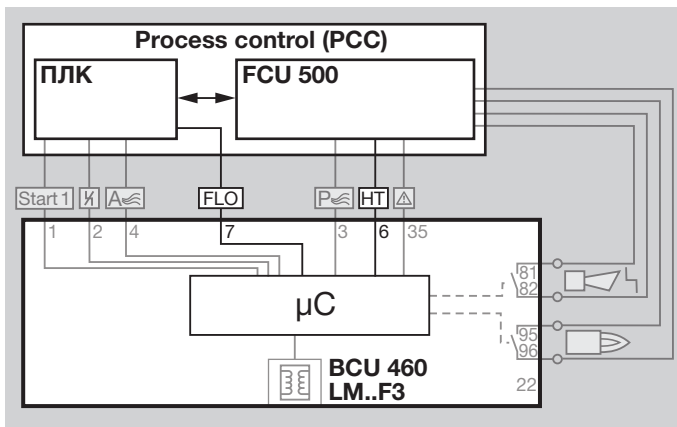 Process control (PCC)
ПЛК
FCU 500
Start 1
A
FLO
P
HT
1
2
4
7
3
6
35
81
82
µC
95
96
BCU 460
LM..F3
22